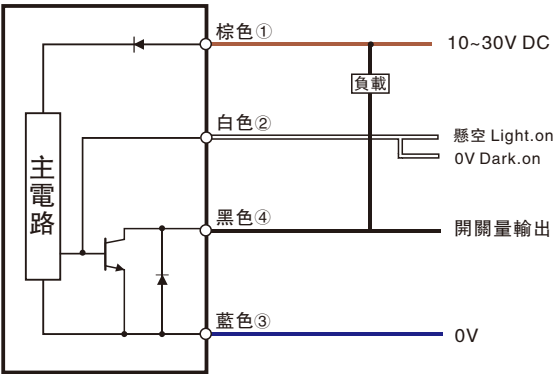 棕色①
10~30V DC
負載
白色②
懸空 Light.on
0V Dark.on
主電路
黑色④
開關量輸出
藍色③
0V